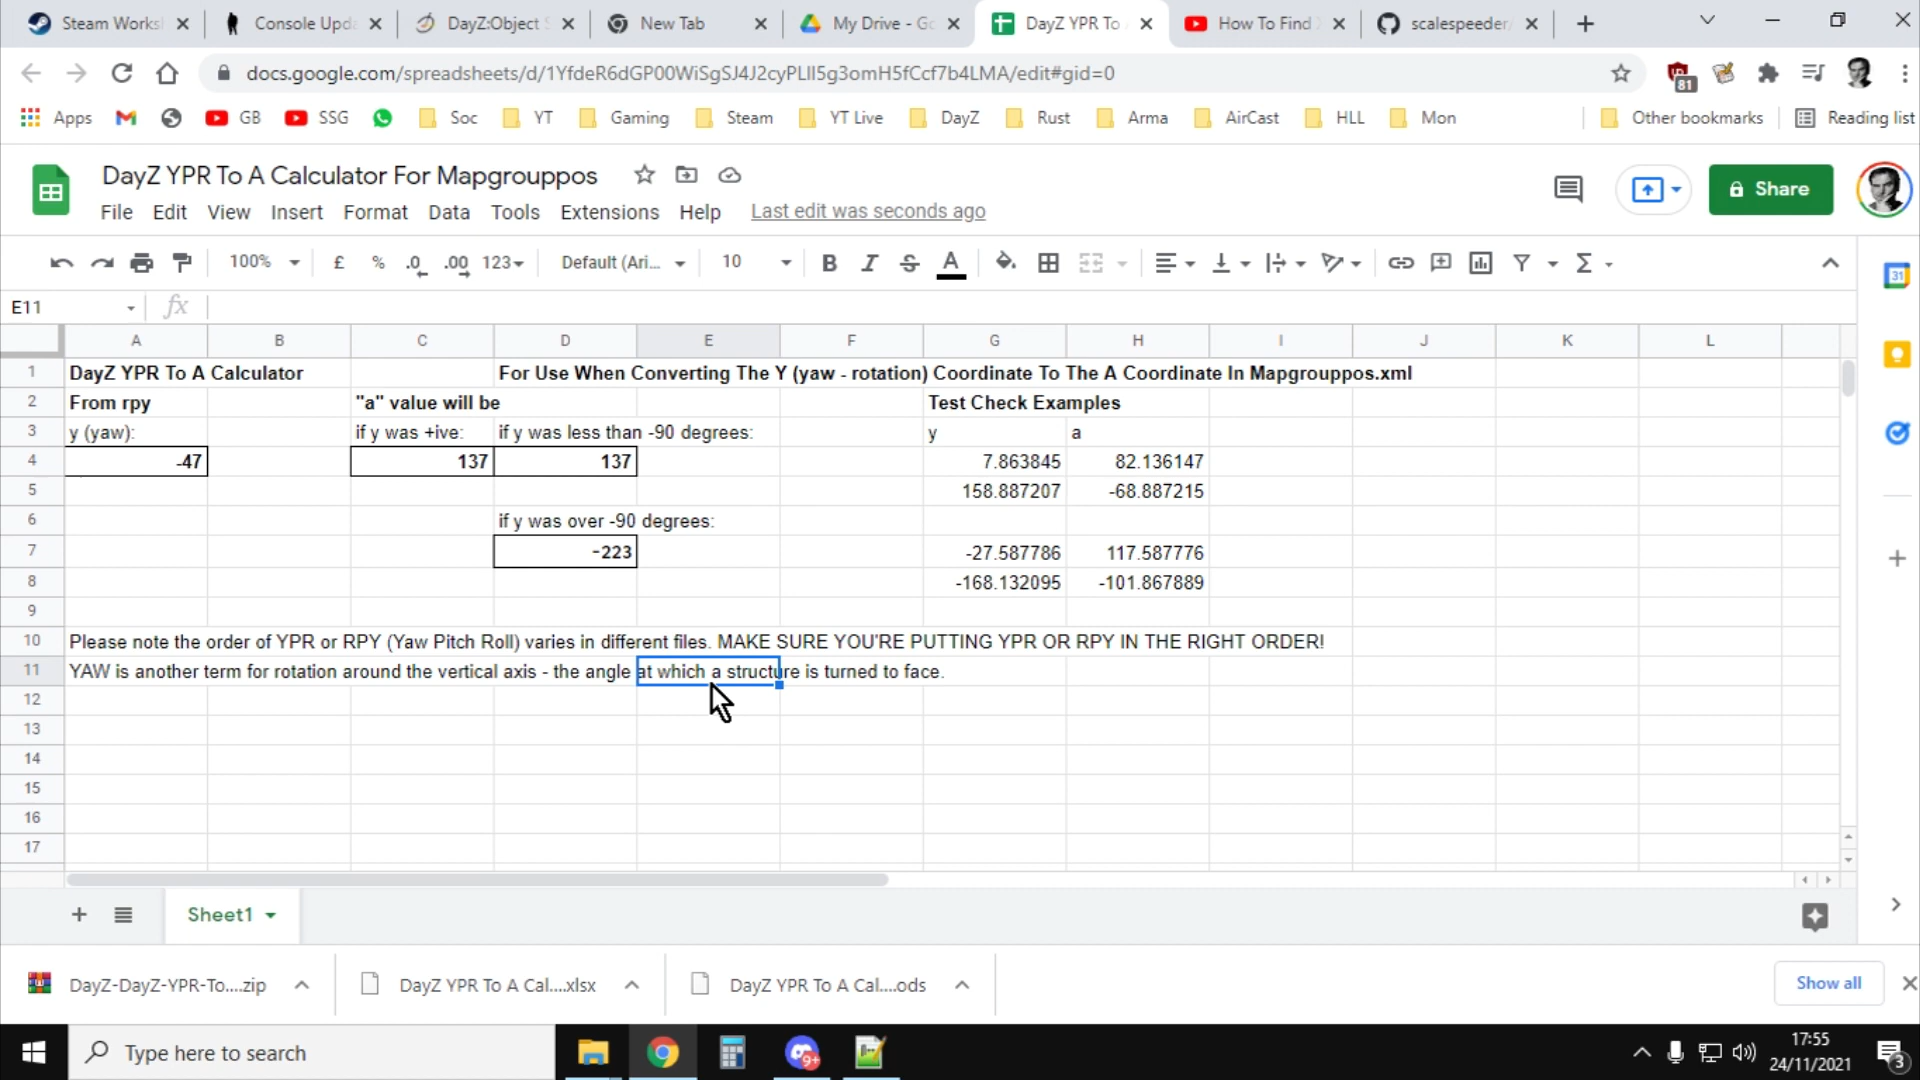 Steam Works
Console Upda
DayZ:Object S
New Tab
My Drive - Go
DayZ YPR To
How To Find
scalespeeder/
docs.google.com/spreadsheets/d/1YfdeR6dGP00WiSgSJ4J2cyPLIl5g3omH5fCcf7b4LMA/edit#gid=0
81
Apps GB SSG Soc YT Gaming Steam YT Live DayZ Rust Arma AirCast HLL Mon Other bookmarks Reading list
DayZ YPR To A Calculator For Mapgrouppos
File Edit View Insert Format Data Tools Extensions Help Last edit was seconds ago
Share
100% £ % .0 .00 123 Default (Ari... 10 B I S A
31
E11 fx
A B C D E F G H I J K L
1 DayZ YPR To A Calculator For Use When Converting The Y (yaw - rotation) Coordinate To The A Coordinate In Mapgrouppos.xml
2 From rpy "a" value will be Test Check Examples
3 y (yaw): if y was +ive: if y was less than -90 degrees: y a
4 -47 137 137 7.863845 82.136147
5 158.887207 -68.887215
6 if y was over -90 degrees:
7 -223 -27.587786 117.587776
8 -168.132095 -101.867889
9
10 Please note the order of YPR or RPY (Yaw Pitch Roll) varies in different files. MAKE SURE YOU'RE PUTTING YPR OR RPY IN THE RIGHT ORDER!
11 YAW is another term for rotation around the vertical axis - the angle at which a structure is turned to face.
12
13
14
15
16
17
Sheet1
DayZ-DayZ-YPR-To....zip
DayZ YPR To A Cal....xlsx
DayZ YPR To A Cal....ods
Show all
Type here to search
9+
17:55
24/11/2021
3